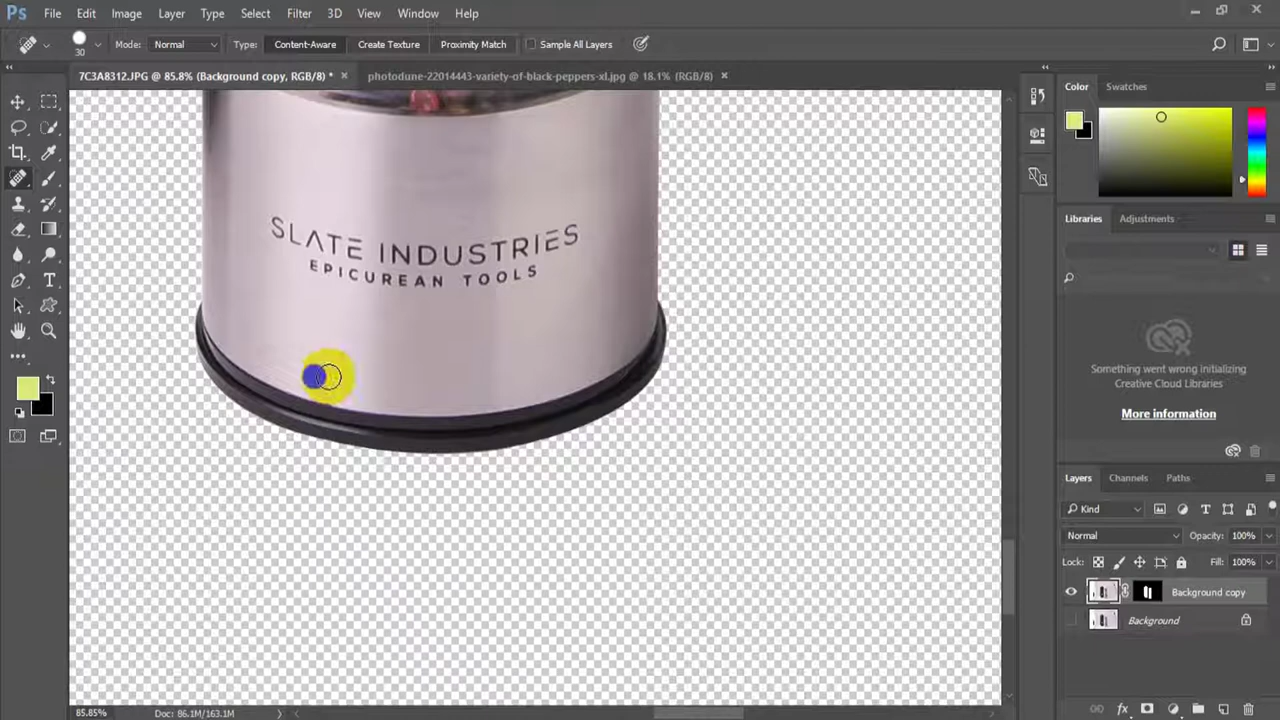 Ps File Edit Image Layer Type Select Filter 3D View Window Help
30 Mode: Normal Type: Content-Aware Create Texture Proximity Match Sample All Layers
7C3A8312.JPG @ 85.8% (Background copy, RGB/8) * photodune-22014443-variety-of-black-peppers-xl.jpg @ 18.1% (RGB/8)
Color Swatches
Libraries Adjustments
SLATE INDUSTRIES
EPICUREAN TOOLS
Something went wrong initializing
Creative Cloud Libraries
More information
Layers Channels Paths
Kind
Normal Opacity: 100%
Lock: Fill: 100%
Background copy
Background
85.85% Doc: 86.1M/163.1M